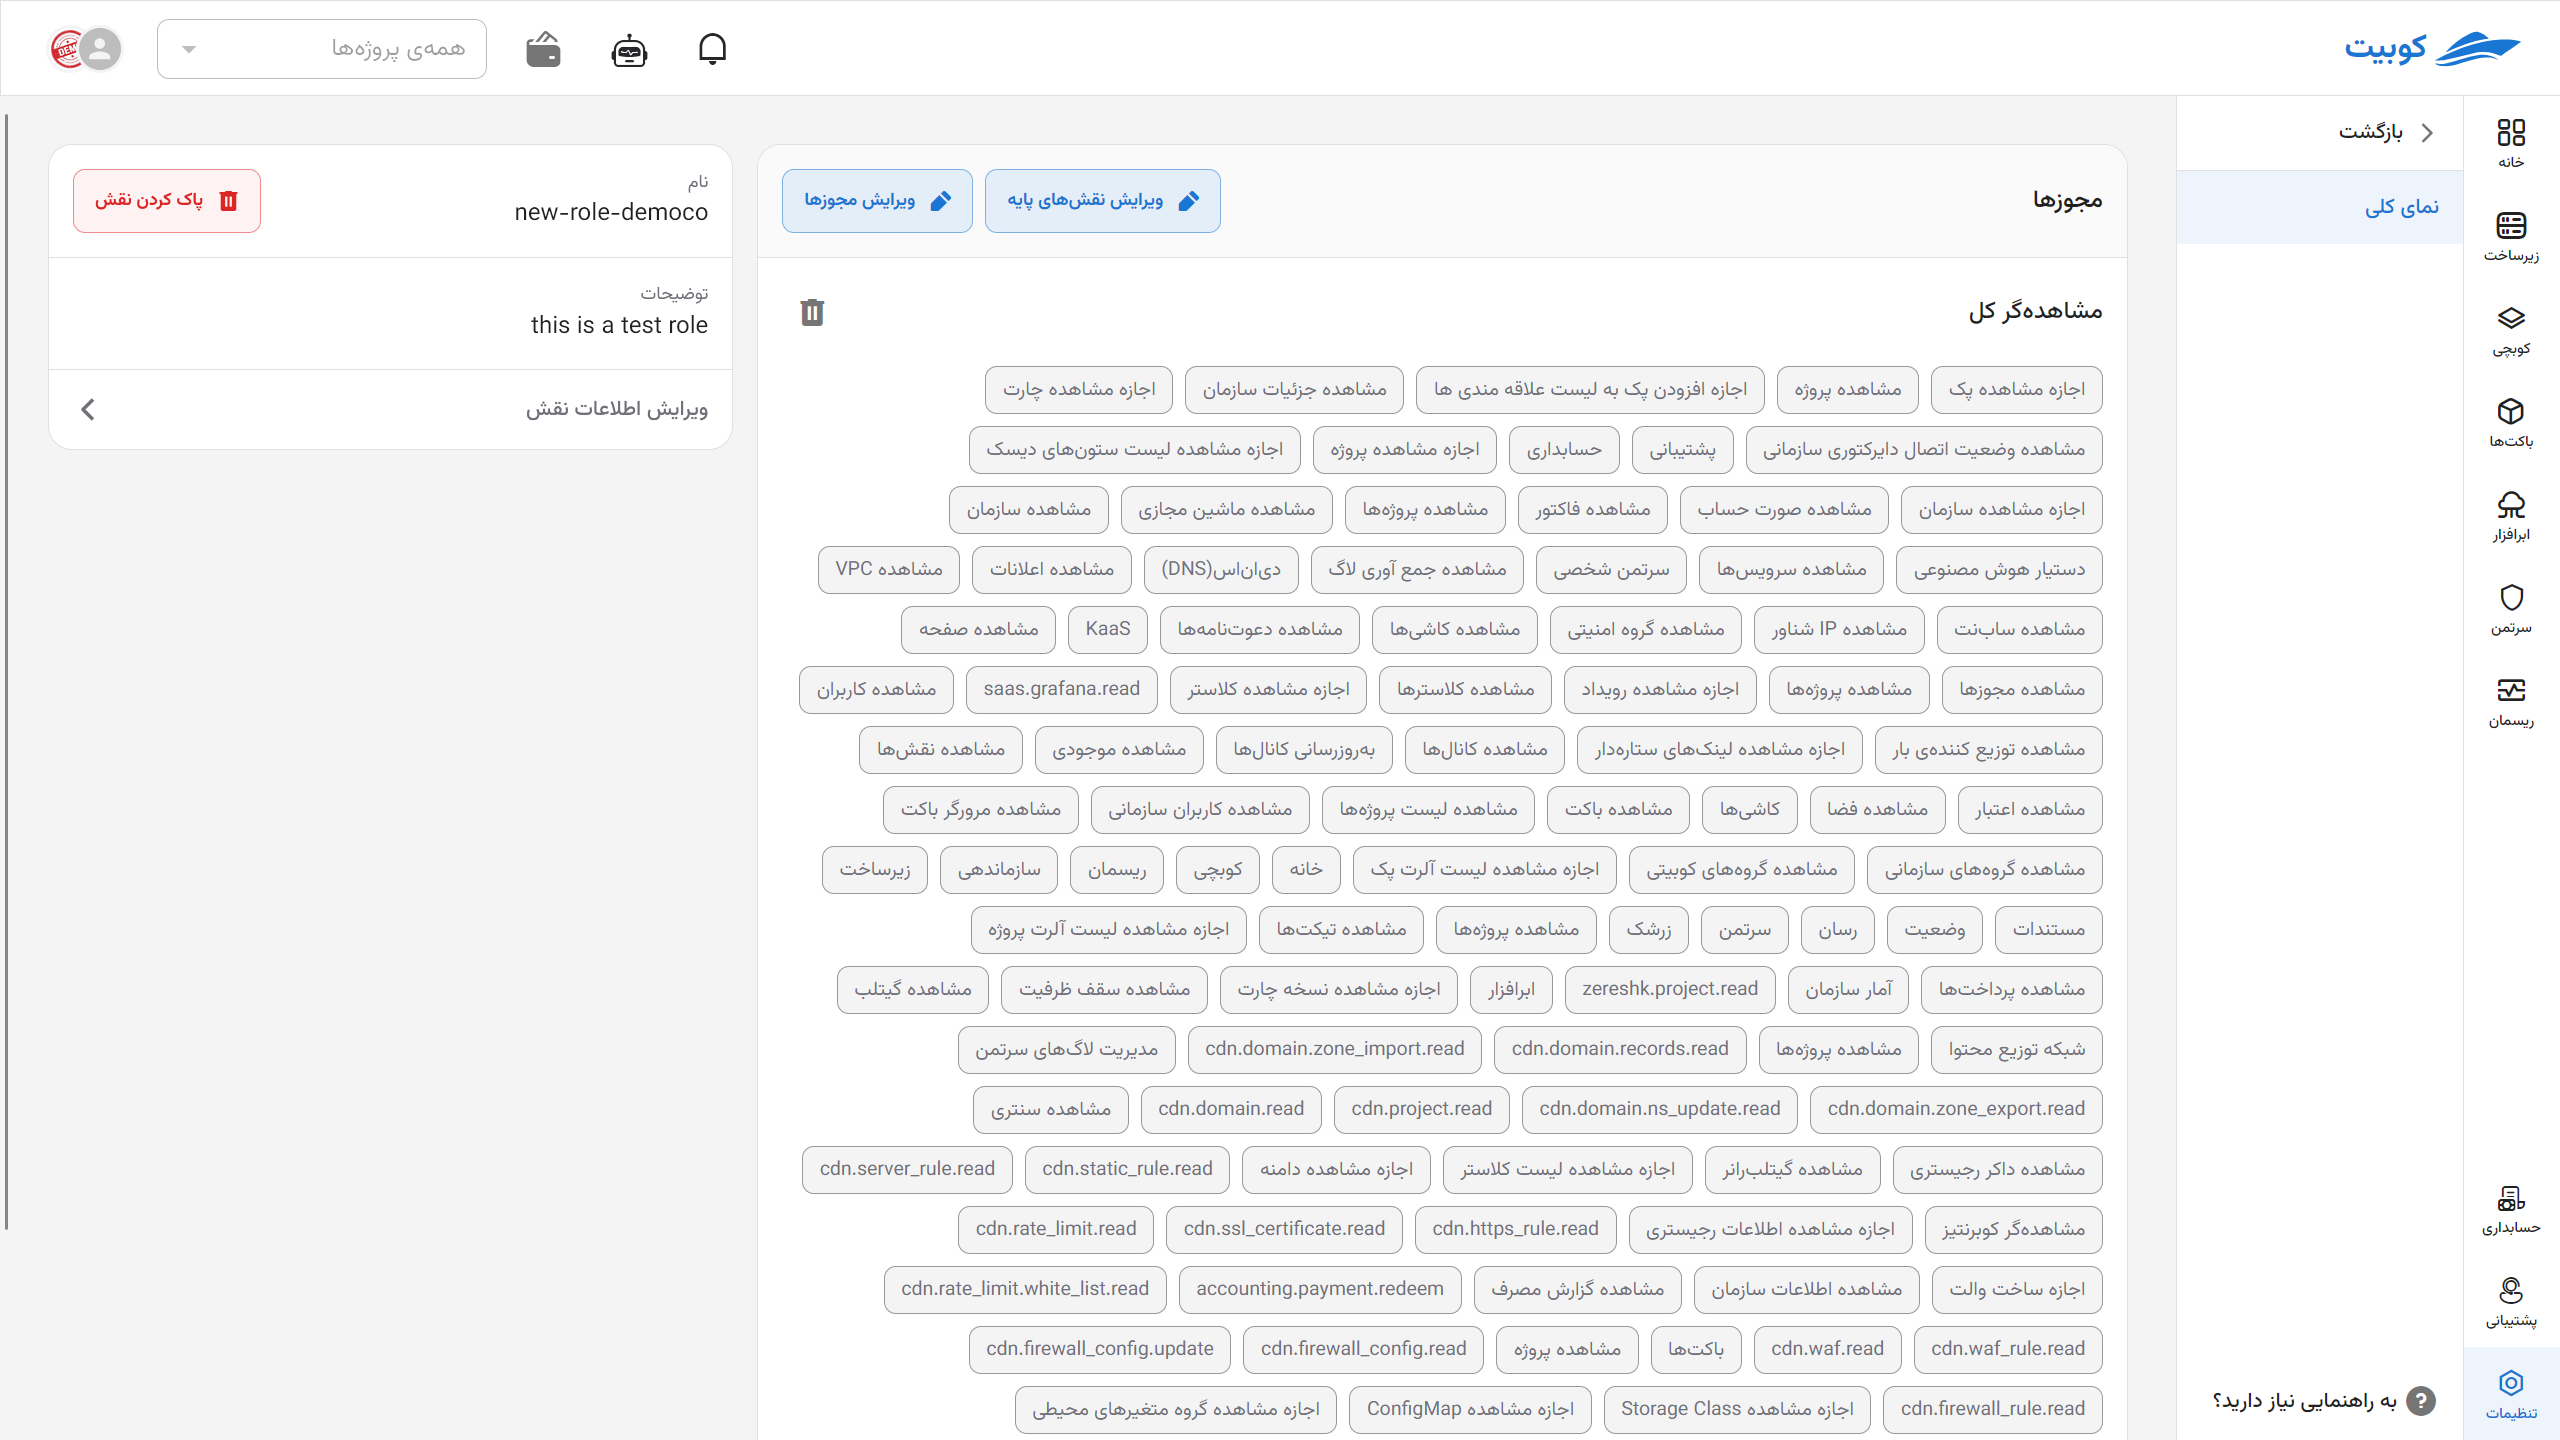 کوبیت
همه‌ی پروژه‌ها
خانه
زیرساخت
کوبچی
باکت‌ها
ابرافزار
سرتمن
ریسمان
حسابداری
پشتیبانی
تنظیمات
بازگشت
نمای کلی
به راهنمایی نیاز دارید؟
مجوزها
ویرایش نقش‌های پایه
ویرایش مجوزها
مشاهده‌گر کل
اجازه مشاهده پک مشاهده پروژه اجازه افزودن پک به لیست علاقه مندی ها مشاهده جزئیات سازمان اجازه مشاهده چارت
مشاهده وضعیت اتصال دایرکتوری سازمانی پشتیبانی حسابداری اجازه مشاهده پروژه اجازه مشاهده لیست ستون‌های دیسک
اجازه مشاهده سازمان مشاهده صورت حساب مشاهده فاکتور مشاهده پروژه‌ها مشاهده ماشین مجازی مشاهده سازمان
دستیار هوش مصنوعی مشاهده سرویس‌ها سرتمن شخصی مشاهده جمع آوری لاگ دی‌ان‌اس(DNS) مشاهده اعلانات مشاهده VPC
مشاهده ساب‌نت مشاهده IP شناور مشاهده گروه امنیتی مشاهده کاشی‌ها مشاهده دعوت‌نامه‌ها KaaS مشاهده صفحه
مشاهده مجوزها مشاهده پروژه‌ها اجازه مشاهده رویداد مشاهده کلاسترها اجازه مشاهده کلاستر saas.grafana.read مشاهده کاربران
مشاهده توزیع کننده‌ی بار اجازه مشاهده لینک‌های ستاره‌دار مشاهده کانال‌ها به‌روزرسانی کانال‌ها مشاهده موجودی مشاهده نقش‌ها
مشاهده اعتبار مشاهده فضا کاشی‌ها مشاهده باکت مشاهده لیست پروژه‌ها مشاهده کاربران سازمانی مشاهده مرورگر باکت
مشاهده گروه‌های سازمانی مشاهده گروه‌های کوبیتی اجازه مشاهده لیست آلرت پک خانه کوبچی ریسمان سازماندهی زیرساخت
مستندات وضعیت رسان سرتمن زرشک مشاهده پروژه‌ها مشاهده تیکت‌ها اجازه مشاهده لیست آلرت پروژه
مشاهده پرداخت‌ها آمار سازمان zereshk.project.read ابرافزار اجازه مشاهده نسخه چارت مشاهده سقف ظرفیت مشاهده گیتلب
شبکه توزیع محتوا مشاهده پروژه‌ها cdn.domain.records.read cdn.domain.zone_import.read مدیریت لاگ‌های سرتمن
cdn.domain.zone_export.read cdn.domain.ns_update.read cdn.project.read cdn.domain.read مشاهده سنتری
مشاهده داکر رجیستری مشاهده گیتلب‌رانر اجازه مشاهده لیست کلاستر اجازه مشاهده دامنه cdn.static_rule.read cdn.server_rule.read
مشاهده‌گر کوبرنتیز اجازه مشاهده اطلاعات رجیستری cdn.https_rule.read cdn.ssl_certificate.read cdn.rate_limit.read
اجازه ساخت والت مشاهده اطلاعات سازمان مشاهده گزارش مصرف accounting.payment.redeem cdn.rate_limit.white_list.read
cdn.waf_rule.read cdn.waf.read باکت‌ها مشاهده پروژه cdn.firewall_config.read cdn.firewall_config.update
cdn.firewall_rule.read اجازه مشاهده Storage Class اجازه مشاهده ConfigMap اجازه مشاهده گروه متغیرهای محیطی
نام
new-role-democo
پاک کردن نقش
توضیحات
this is a test role
ویرایش اطلاعات نقش